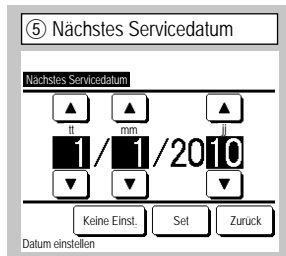 ⑤ Nächstes Servicedatum
Nächstes Servicedatum
tt mm jj
1/1/2010
Keine Einst. Set Zurück
Datum einstellen